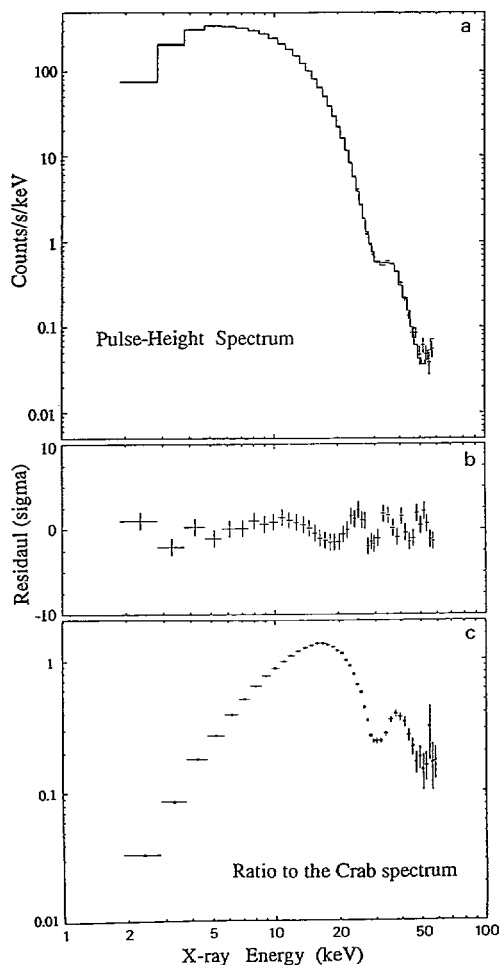 a
100
10
1
0.1
0.01
Counts/s/keV
Pulse-Height Spectrum
b
10
0
-10
Residaul (sigma)
c
1
0.1
0.01
Ratio to the Crab spectrum
1 2 5 10 20 50 100
X-ray Energy (keV)